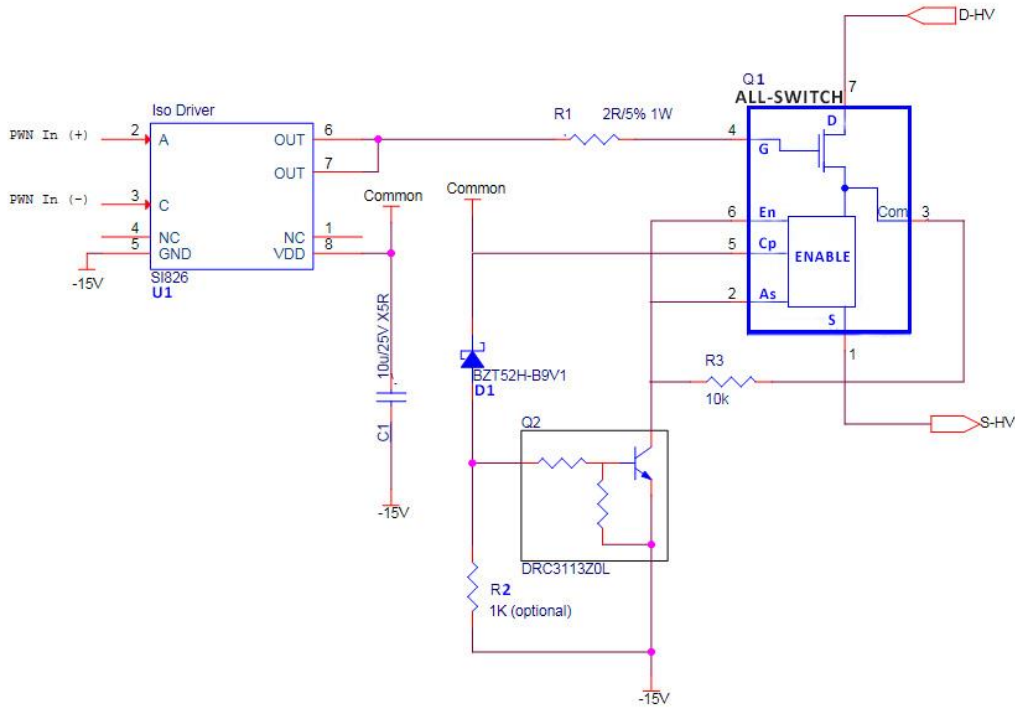 D-HV
Q1
ALL-SWITCH
7
D
Iso Driver
R1 2R/5% 1W
PWN In (+) 2 A OUT 6
4 G
OUT 7
PWN In (-) 3 C
Common
Common
6 En
Com 3
4 NC
NC 1
5 GND
VDD 8
5 Cp
ENABLE
-15V
SI826
U1
2 As
S
1
10u/25V X5R
C1
-15V
BZT52H-B9V1
D1
R3
10k
S-HV
Q2
DRC3113Z0L
R2
1K (optional)
-15V